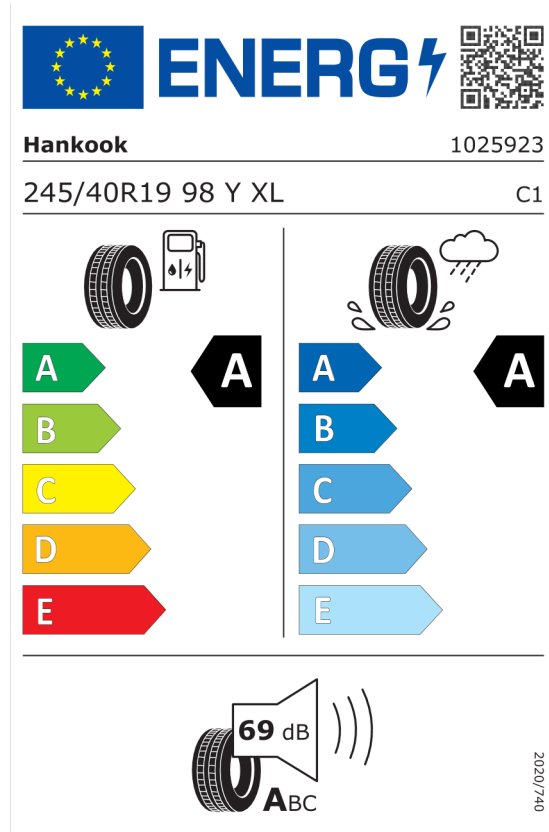 ENERG
Hankook 1025923
245/40R19 98 Y XL C1
A A
B
C
D
E
A A
B
C
D
E
69 dB
ABC
2020/740